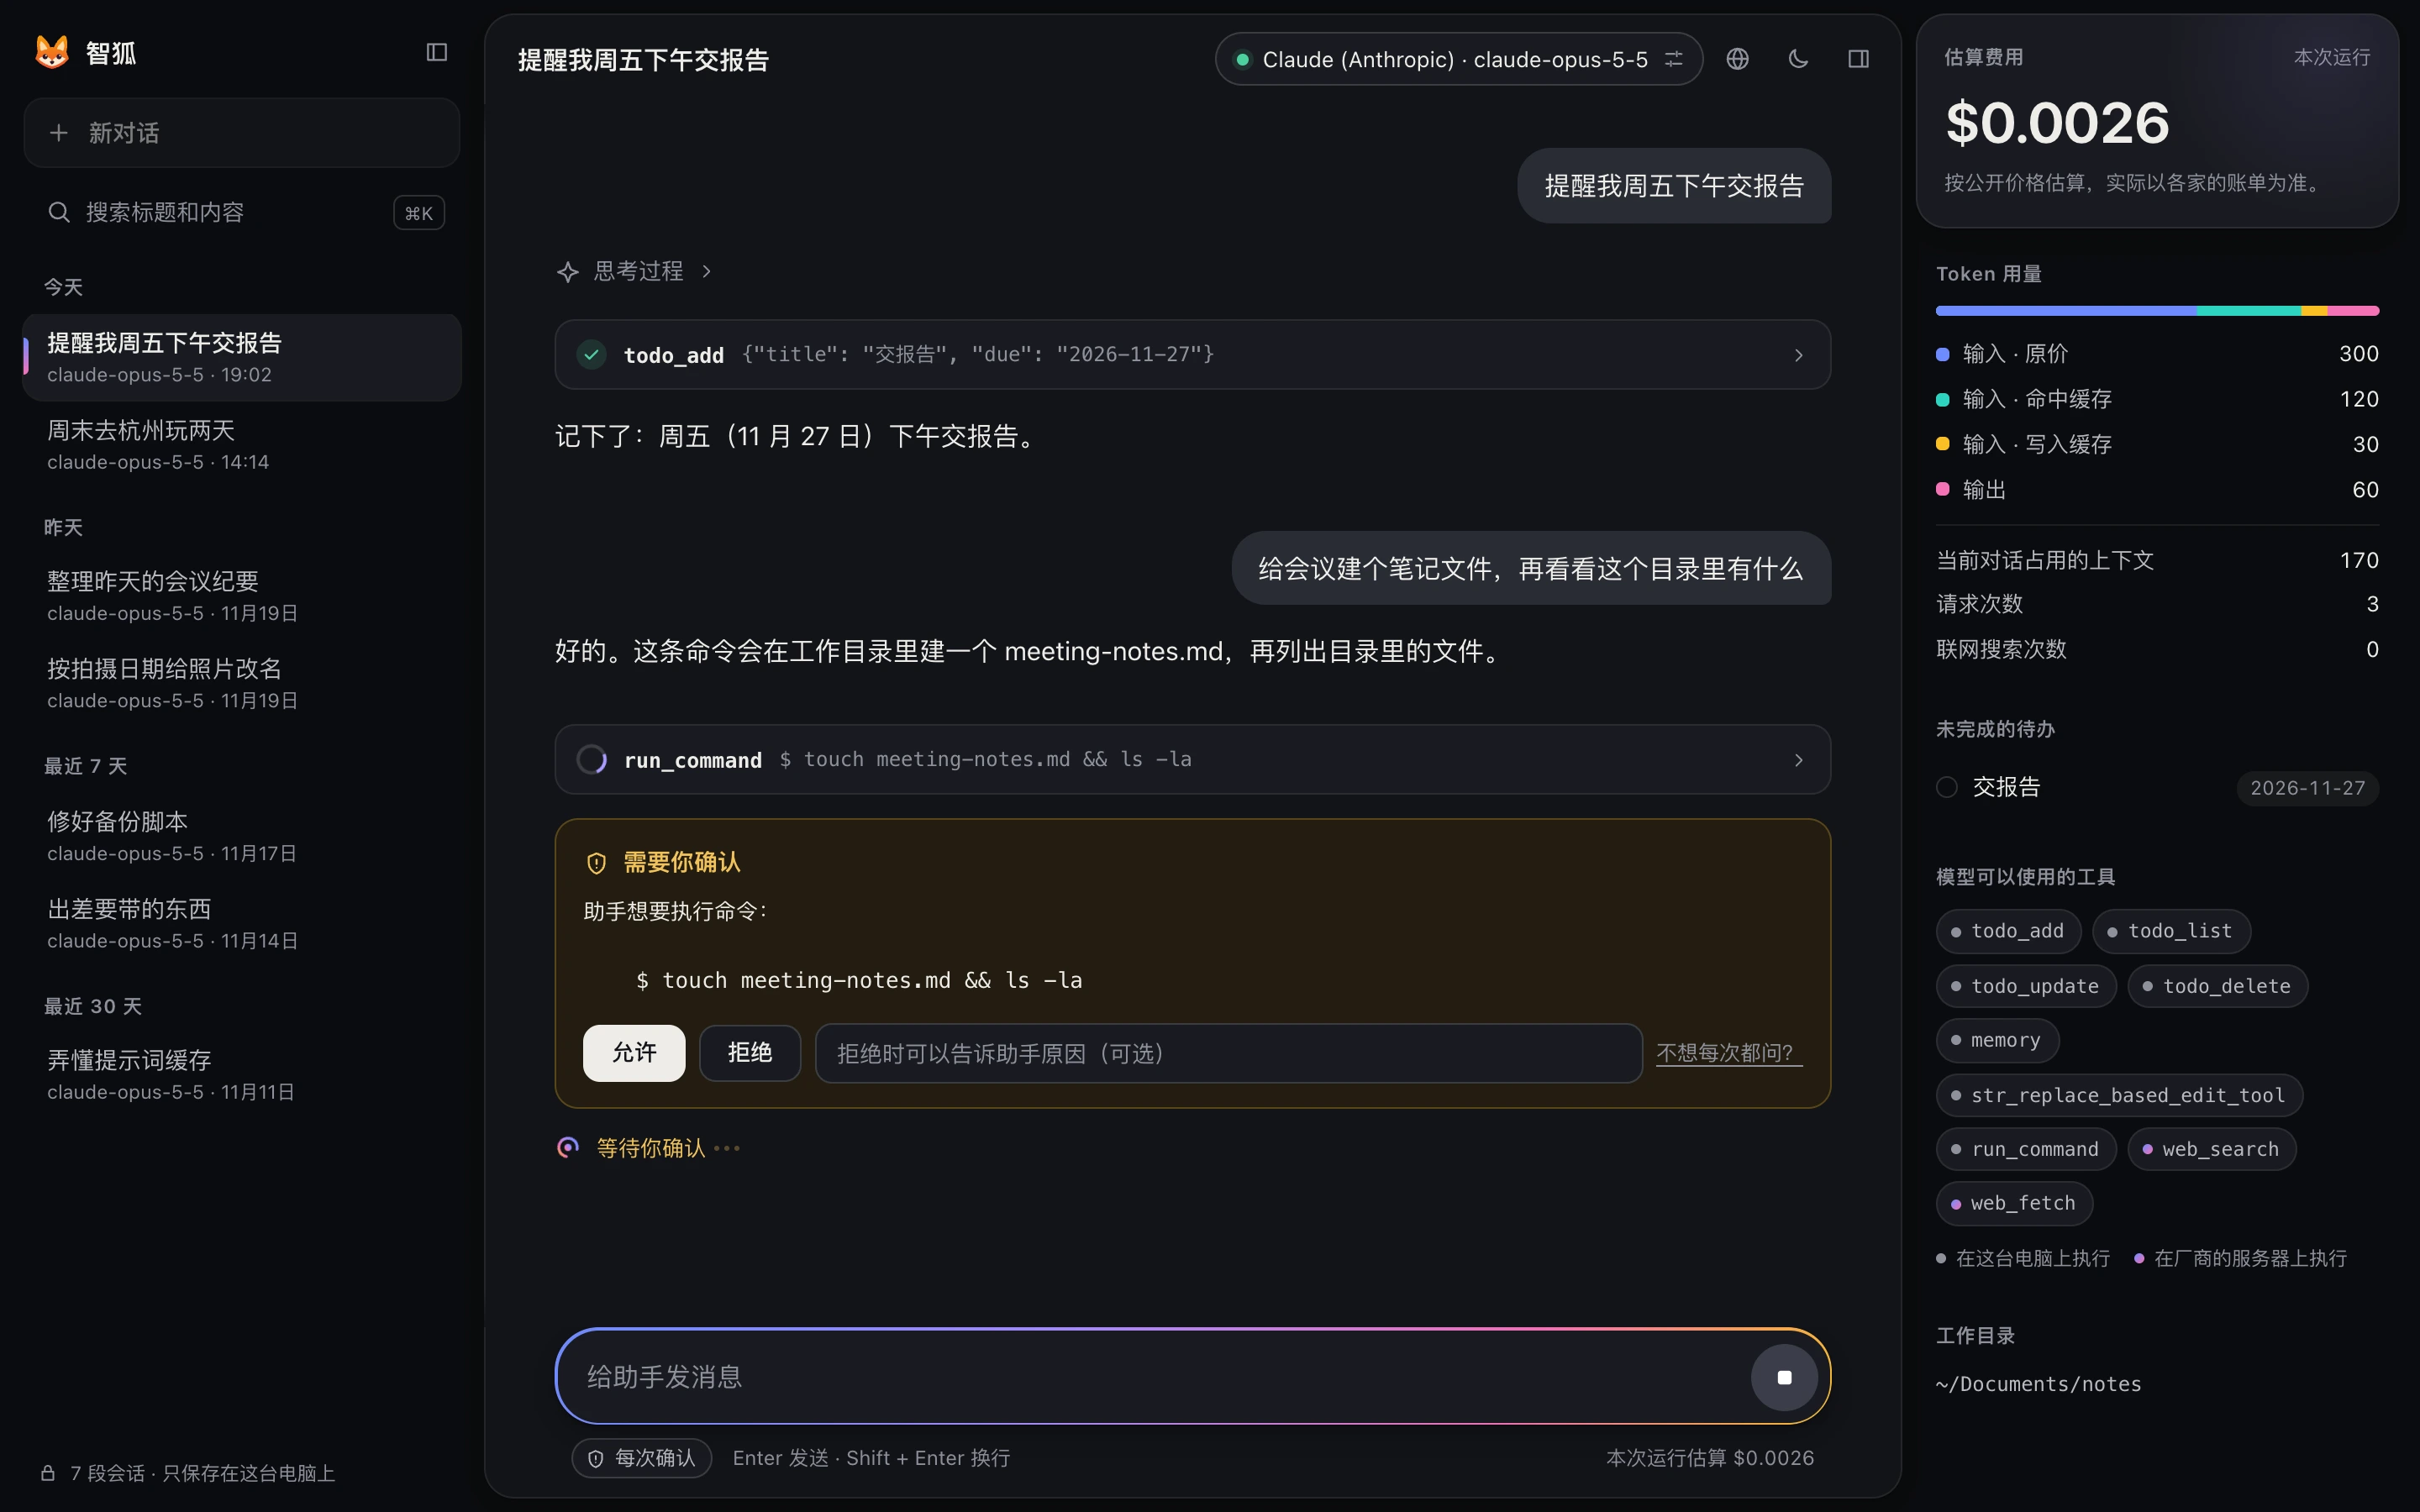 智狐
新对话
搜索标题和内容 ⌘K
今天
提醒我周五下午交报告
claude-opus-5-5 · 19:02
周末去杭州玩两天
claude-opus-5-5 · 14:14
昨天
整理昨天的会议纪要
claude-opus-5-5 · 11月19日
按拍摄日期给照片改名
claude-opus-5-5 · 11月19日
最近 7 天
修好备份脚本
claude-opus-5-5 · 11月17日
出差要带的东西
claude-opus-5-5 · 11月14日
最近 30 天
弄懂提示词缓存
claude-opus-5-5 · 11月11日
7 段会话 · 只保存在这台电脑上
提醒我周五下午交报告
Claude (Anthropic) · claude-opus-5-5
提醒我周五下午交报告
思考过程
todo_add {"title": "交报告", "due": "2026-11-27"}
记下了：周五（11 月 27 日）下午交报告。
给会议建个笔记文件，再看看这个目录里有什么
好的。这条命令会在工作目录里建一个 meeting-notes.md，再列出目录里的文件。
run_command $ touch meeting-notes.md && ls -la
需要你确认
助手想要执行命令：
$ touch meeting-notes.md && ls -la
允许 拒绝 拒绝时可以告诉助手原因（可选） 不想每次都问？
等待你确认
给助手发消息
每次确认 Enter 发送 · Shift + Enter 换行 本次运行估算 $0.0026
估算费用 本次运行
$0.0026
按公开价格估算，实际以各家的账单为准。
Token 用量
输入 · 原价 300
输入 · 命中缓存 120
输入 · 写入缓存 30
输出 60
当前对话占用的上下文 170
请求次数 3
联网搜索次数 0
未完成的待办
交报告 2026-11-27
模型可以使用的工具
todo_add todo_list
todo_update todo_delete
memory
str_replace_based_edit_tool
run_command web_search
web_fetch
在这台电脑上执行 在厂商的服务器上执行
工作目录
~/Documents/notes